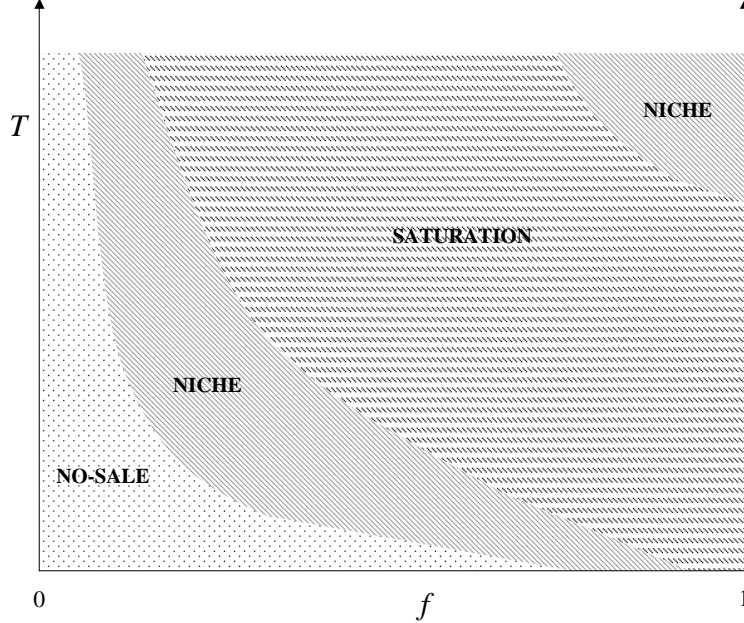 NICHE
T
SATURATION
NICHE
NO-SALE
0
f
1